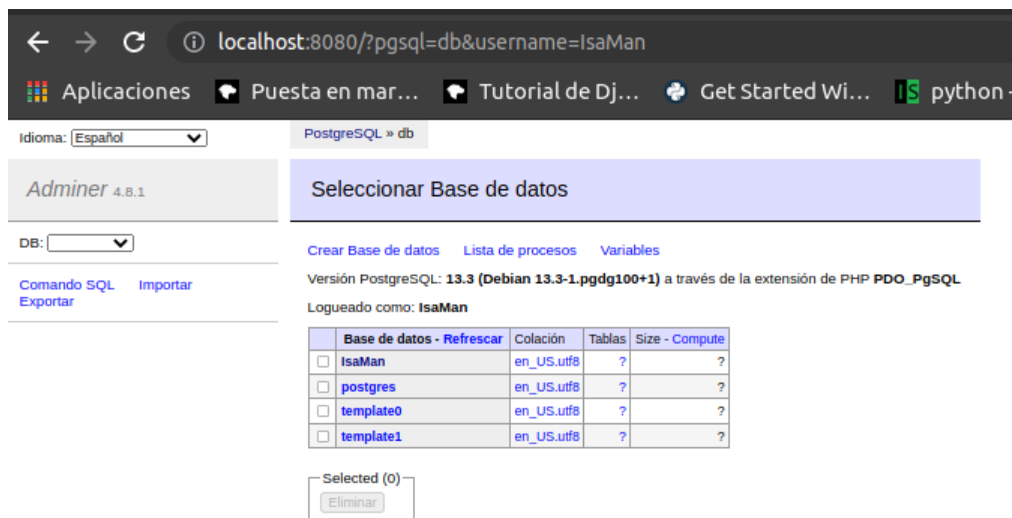 localhost:8080/?pgsql=db&username=IsaMan
Aplicaciones Puesta en mar... Tutorial de Dj... Get Started Wi... IS python -
Idioma: Español
PostgreSQL » db
Adminer 4.8.1
Seleccionar Base de datos
DB:
Comando SQL Importar
Exportar
Crear Base de datos Lista de procesos Variables
Versión PostgreSQL: 13.3 (Debian 13.3-1.pgdg100+1) a través de la extensión de PHP PDO_PgSQL
Logueado como: IsaMan
Base de datos - Refrescar Colación Tablas Size - Compute
IsaMan en_US.utf8 ? ?
postgres en_US.utf8 ? ?
template0 en_US.utf8 ? ?
template1 en_US.utf8 ? ?
Selected (0)
Eliminar